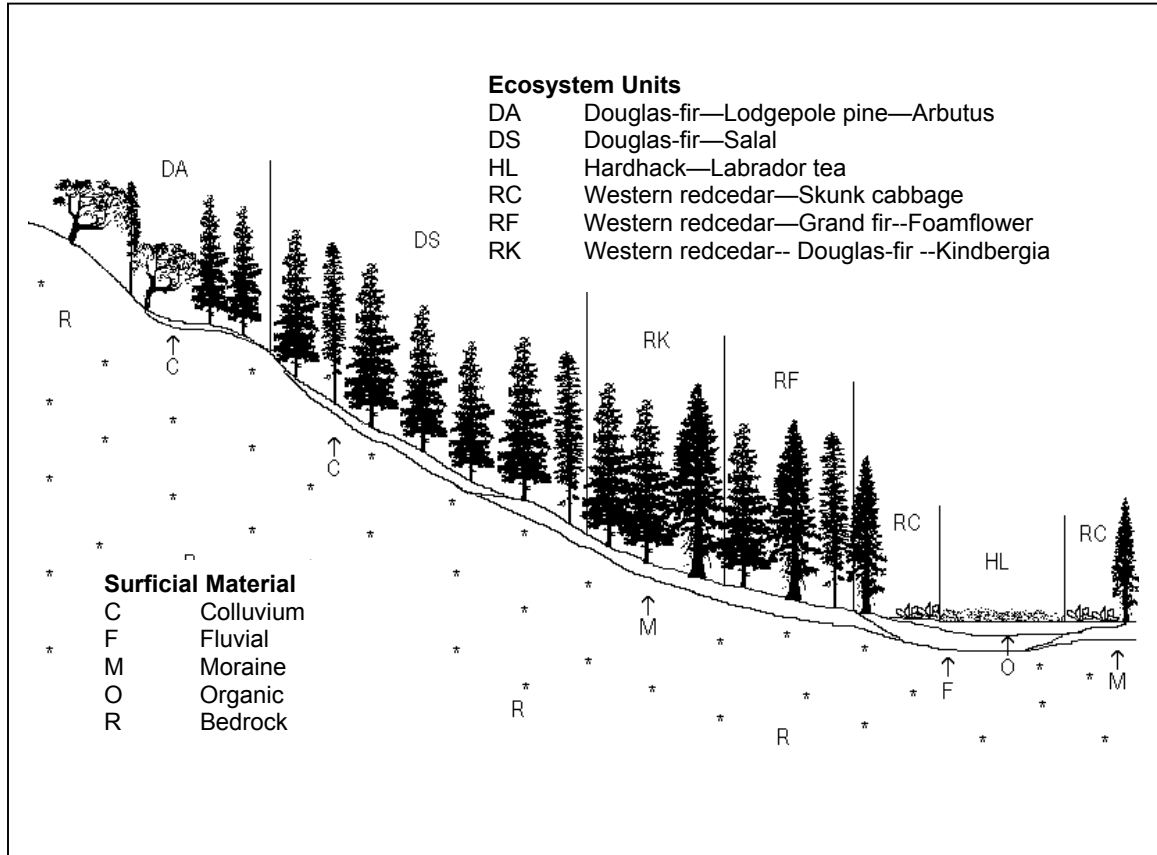 Ecosystem Units
DA Douglas-fir—Lodgepole pine—Arbutus
DS Douglas-fir—Salal
HL Hardhack—Labrador tea
RC Western redcedar—Skunk cabbage
RF Western redcedar—Grand fir--Foamflower
RK Western redcedar-- Douglas-fir --Kindbergia
DA
DS
RK
RF
RC
HL
RC
R
C
C
M
F
O
M
R
R
Surficial Material
C Colluvium
F Fluvial
M Moraine
O Organic
R Bedrock